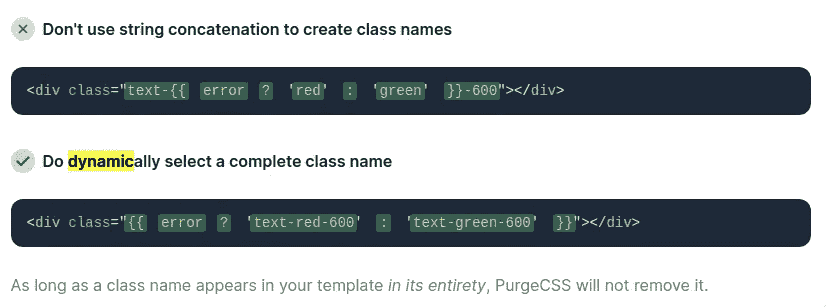 Don't use string concatenation to create class names
<div class="text-{{ error ? 'red' : 'green' }}-600"></div>
Do dynamically select a complete class name
<div class="{{ error ? 'text-red-600' : 'text-green-600' }}"></div>
As long as a class name appears in your template in its entirety, PurgeCSS will not remove it.